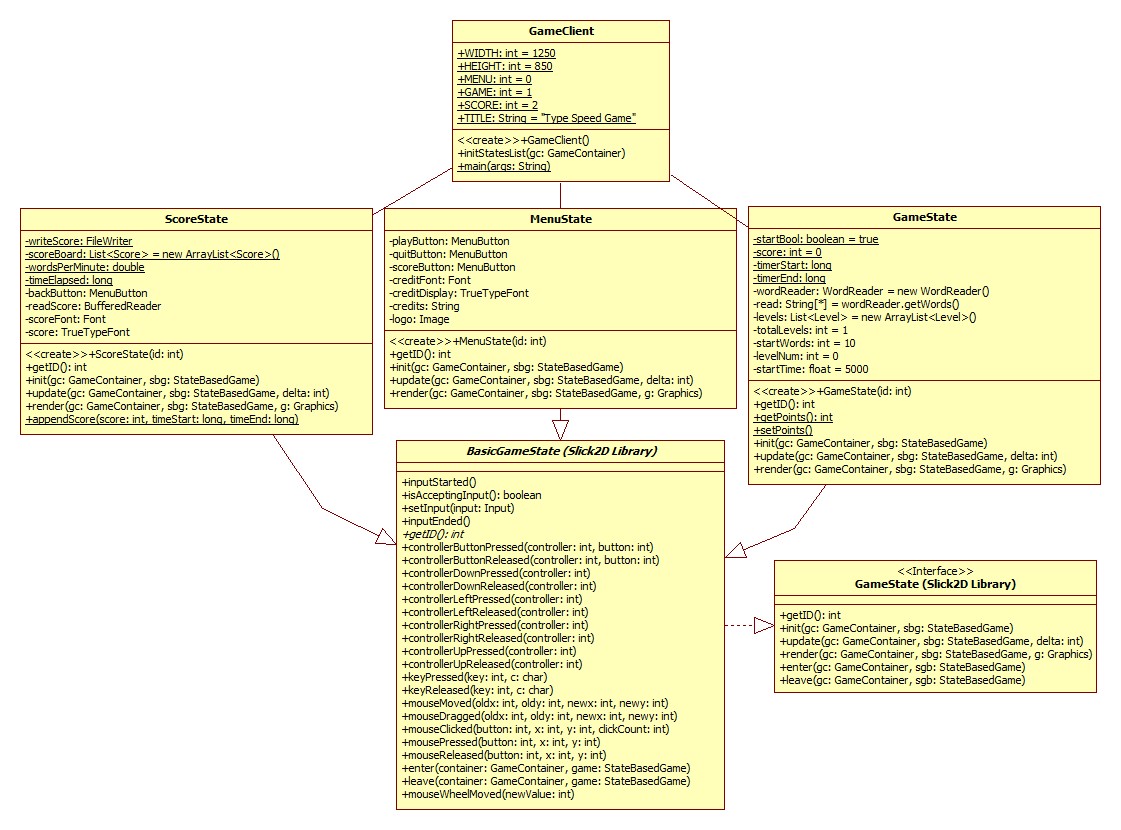 GameClient
+WIDTH: int = 1250
+HEIGHT: int = 850
+MENU: int = 0
+GAME: int = 1
+SCORE: int = 2
+TITLE: String = "Type Speed Game"
<<create>>+GameClient()
+initStatesList(gc: GameContainer)
+main(args: String)
ScoreState
-writeScore: FileWriter
-scoreBoard: List<Score> = new ArrayList<Score>()
-wordsPerMinute: double
-timeElapsed: long
-backButton: MenuButton
-readScore: BufferedReader
-scoreFont: Font
-score: TrueTypeFont
<<create>>+ScoreState(id: int)
+getID(): int
+init(gc: GameContainer, sbg: StateBasedGame)
+update(gc: GameContainer, sbg: StateBasedGame, delta: int)
+render(gc: GameContainer, sbg: StateBasedGame, g: Graphics)
+appendScore(score: int, timeStart: long, timeEnd: long)
MenuState
-playButton: MenuButton
-quitButton: MenuButton
-scoreButton: MenuButton
-creditFont: Font
-creditDisplay: TrueTypeFont
-credits: String
-logo: Image
<<create>>+MenuState(id: int)
+getID(): int
+init(gc: GameContainer, sbg: StateBasedGame)
+update(gc: GameContainer, sbg: StateBasedGame, delta: int)
+render(gc: GameContainer, sbg: StateBasedGame, g: Graphics)
GameState
-startBool: boolean = true
-score: int = 0
-timerStart: long
-timerEnd: long
-wordReader: WordReader = new WordReader()
-read: String[*] = wordReader.getWords()
-levels: List<Level> = new ArrayList<Level>()
-totalLevels: int = 1
-startWords: int = 10
-levelNum: int = 0
-startTime: float = 5000
<<create>>+GameState(id: int)
+getID(): int
+getPoints(): int
+setPoints()
+init(gc: GameContainer, sbg: StateBasedGame)
+update(gc: GameContainer, sbg: StateBasedGame, delta: int)
+render(gc: GameContainer, sbg: StateBasedGame, g: Graphics)
BasicGameState (Slick2D Library)
+inputStarted()
+isAcceptingInput(): boolean
+setInput(input: Input)
+inputEnded()
+getID(): int
+controllerButtonPressed(controller: int, button: int)
+controllerButtonReleased(controller: int, button: int)
+controllerDownPressed(controller: int)
+controllerDownReleased(controller: int)
+controllerLeftPressed(controller: int)
+controllerLeftReleased(controller: int)
+controllerRightPressed(controller: int)
+controllerRightReleased(controller: int)
+controllerUpPressed(controller: int)
+controllerUpReleased(controller: int)
+keyPressed(key: int, c: char)
+keyReleased(key: int, c: char)
+mouseMoved(oldx: int, oldy: int, newx: int, newy: int)
+mouseDragged(oldx: int, oldy: int, newx: int, newy: int)
+mouseClicked(button: int, x: int, y: int, clickCount: int)
+mousePressed(button: int, x: int, y: int)
+mouseReleased(button: int, x: int, y: int)
+enter(container: GameContainer, game: StateBasedGame)
+leave(container: GameContainer, game: StateBasedGame)
+mouseWheelMoved(newValue: int)
<<Interface>>
GameState (Slick2D Library)
+getID(): int
+init(gc: GameContainer, sbg: StateBasedGame)
+update(gc: GameContainer, sbg: StateBasedGame, delta: int)
+render(gc: GameContainer, sbg: StateBasedGame, g: Graphics)
+enter(gc: GameContainer, sgb: StateBasedGame)
+leave(gc: GameContainer, sgb: StateBasedGame)